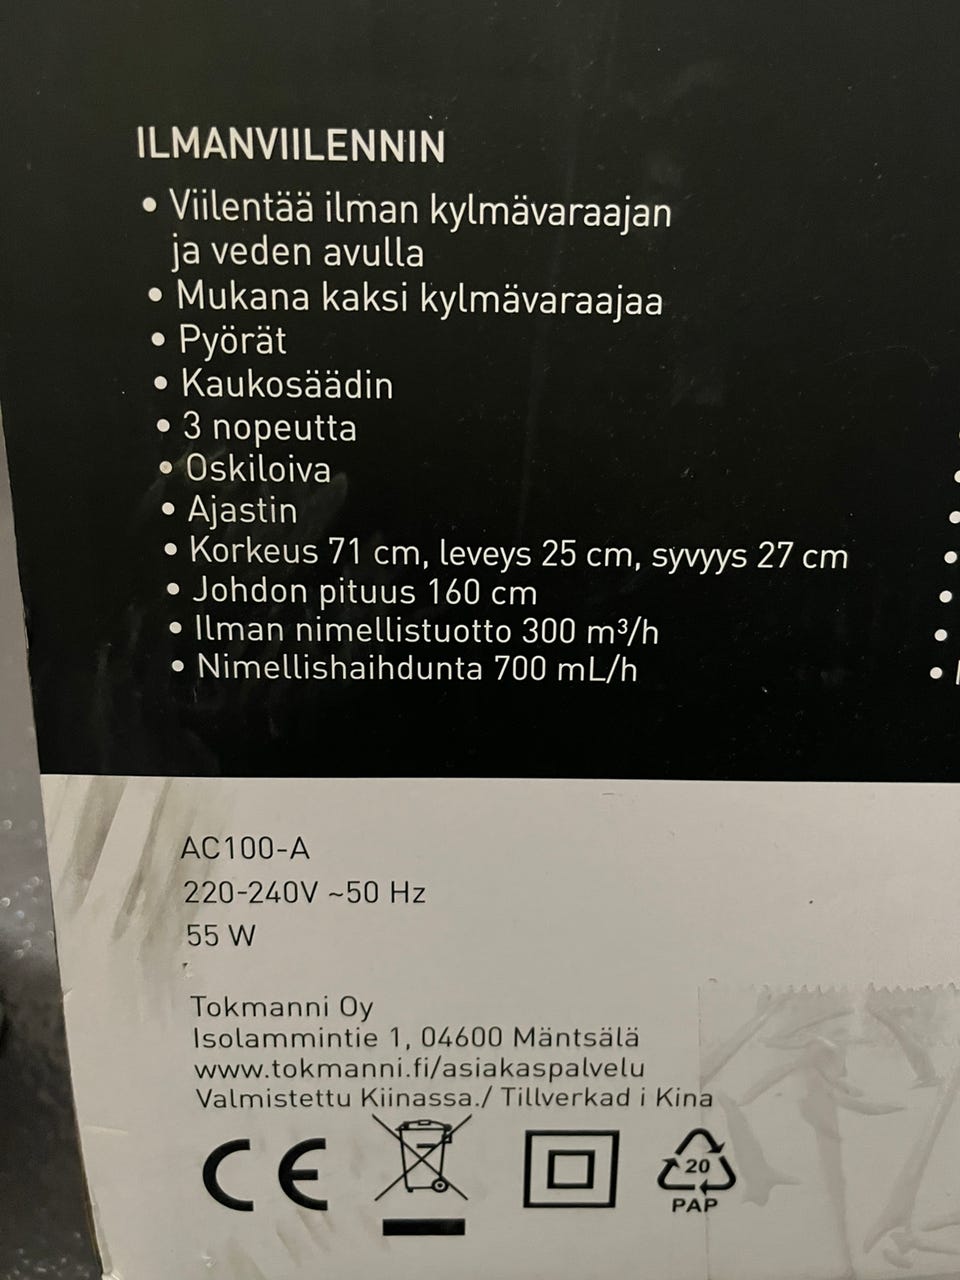 ILMANVIILENNIN
• Viilentää ilman kylmävaraajan
ja veden avulla
• Mukana kaksi kylmävaraajaa
• Pyörät
• Kaukosäädin
• 3 nopeutta
• Oskiloiva
• Ajastin
• Korkeus 71 cm, leveys 25 cm, syvyys 27 cm
• Johdon pituus 160 cm
• Ilman nimellistuotto 300 m³/h
• Nimellishaihdunta 700 mL/h
AC100-A
220-240V ~50 Hz
55 W
Tokmanni Oy
Isolammintie 1, 04600 Mäntsälä
www.tokmanni.fi/asiakaspalvelu
Valmistettu Kiinassa./ Tillverkad i Kina
CE
20
PAP